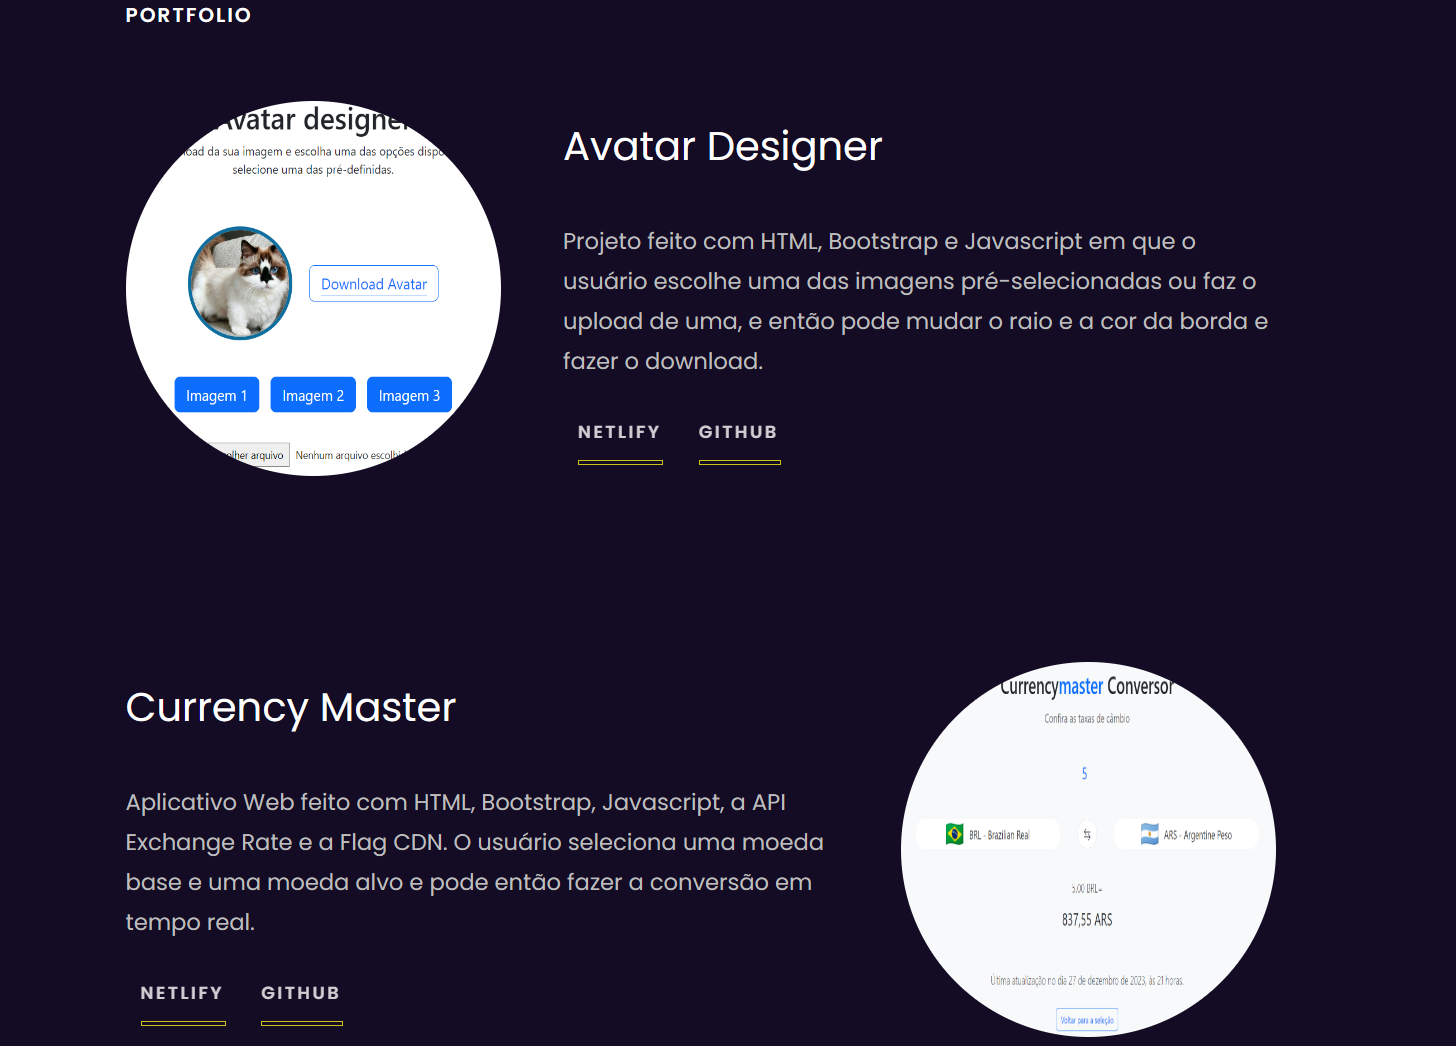 PORTFOLIO
Avatar designer
da sua imagem e escolha uma das opções
selecione uma das pré-definidas.
Download Avatar
Imagem 1 Imagem 2 Imagem 3
arquivo Nenhum arquivo
Avatar Designer
Projeto feito com HTML, Bootstrap e Javascript em que o
usuário escolhe uma das imagens pré-selecionadas ou faz o
upload de uma, e então pode mudar o raio e a cor da borda e
fazer o download.
NETLIFY GITHUB
Currency Master
Aplicativo Web feito com HTML, Bootstrap, Javascript, a API
Exchange Rate e a Flag CDN. O usuário seleciona uma moeda
base e uma moeda alvo e pode então fazer a conversão em
tempo real.
NETLIFY GITHUB
Currencymaster Conversor
Confira as taxas de câmbio
5
BRL - Brazilian Real ⇆ ARS - Argentine Peso
5,00 BRL=
837,55 ARS
Última atualização no dia 27 de dezembro de 2023, às 21 horas.
Voltar para a seleção